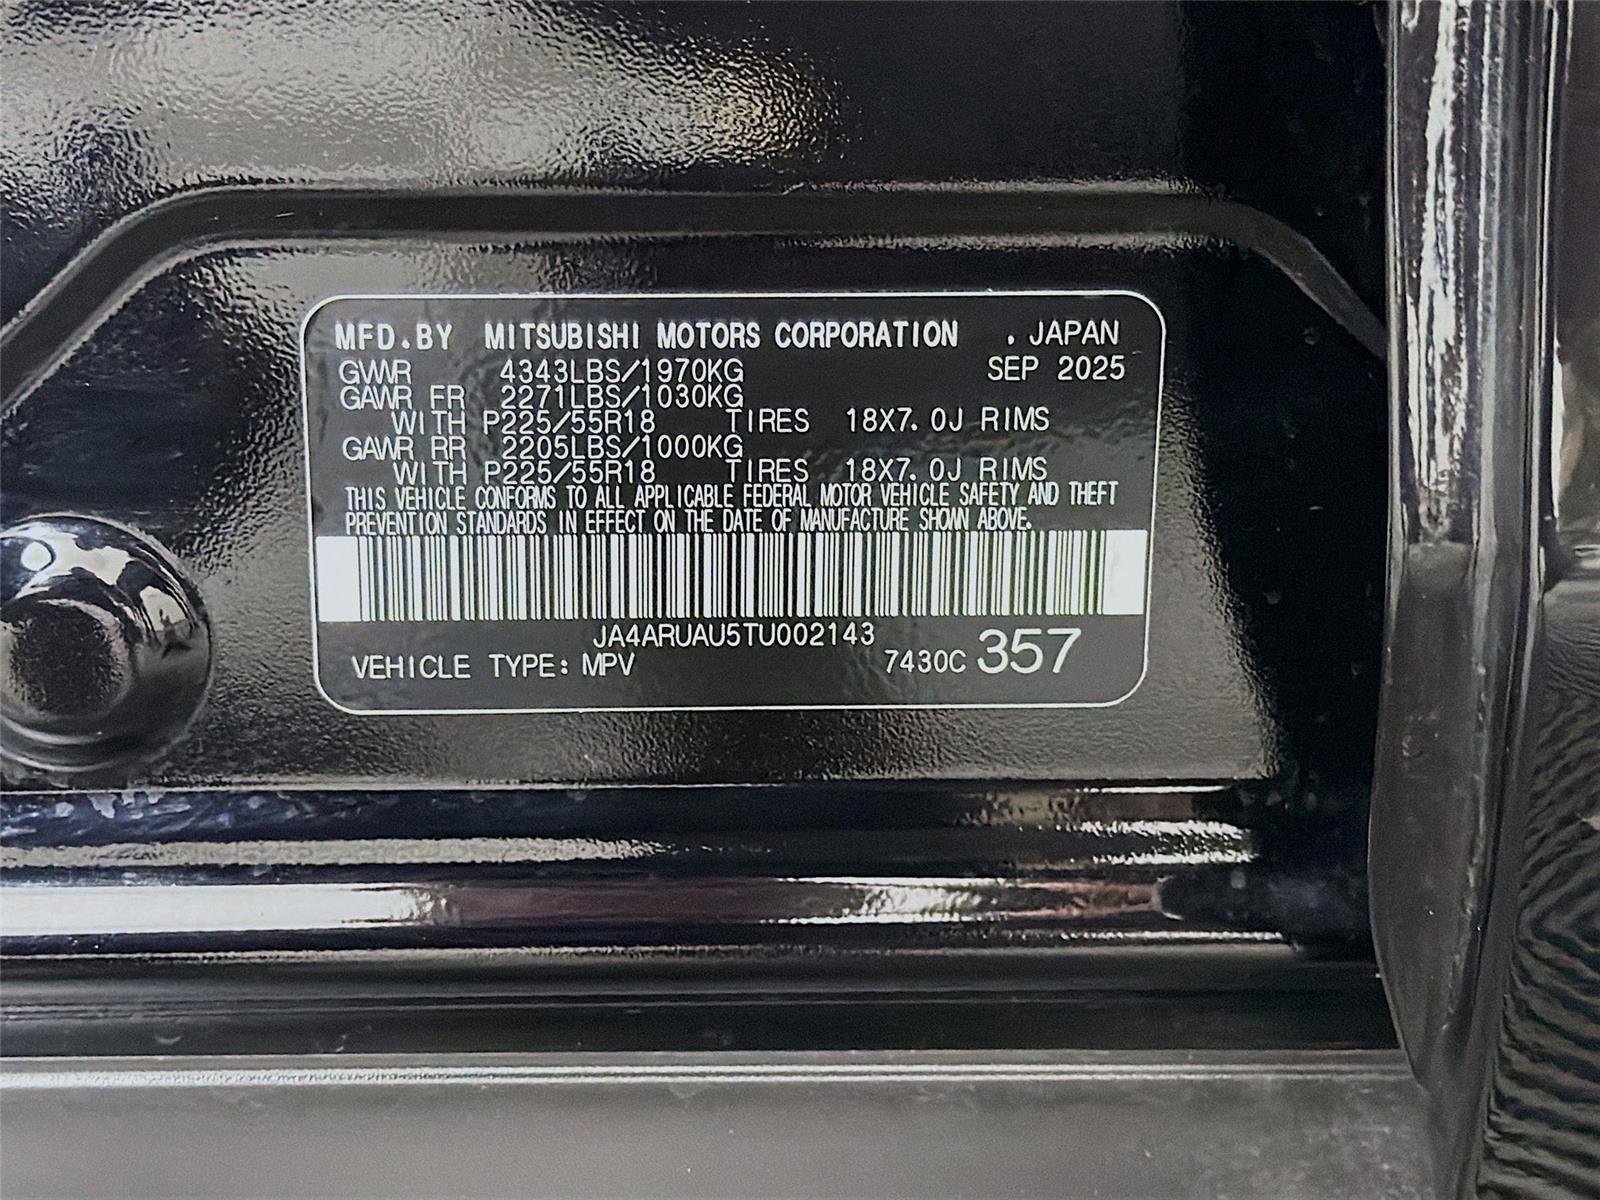 MFD.BY MITSUBISHI MOTORS CORPORATION . JAPAN
GVWR 4343LBS/1970KG SEP 2025
GAWR FR 2271LBS/1030KG
WITH P225/55R18 TIRES 18X7.0J RIMS
GAWR RR 2205LBS/1000KG
WITH P225/55R18 TIRES 18X7.0J RIMS
THIS VEHICLE CONFORMS TO ALL APPLICABLE FEDERAL MOTOR VEHICLE SAFETY AND THEFT
PREVENTION STANDARDS IN EFFECT ON THE DATE OF MANUFACTURE SHOWN ABOVE.
JA4ARUAU5TU002143
VEHICLE TYPE: MPV 7430C 357